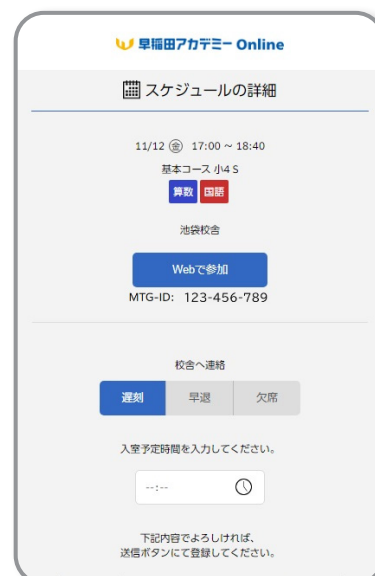 早稲田アカデミー Online
スケジュールの詳細
11/12 金 17:00 ~ 18:40
基本コース 小4 S
算数 国語
池袋校舎
Webで参加
MTG-ID: 123-456-789
校舎へ連絡
遅刻 早退 欠席
入室予定時間を入力してください。
--:--
下記内容でよろしければ、
送信ボタンにて登録してください。